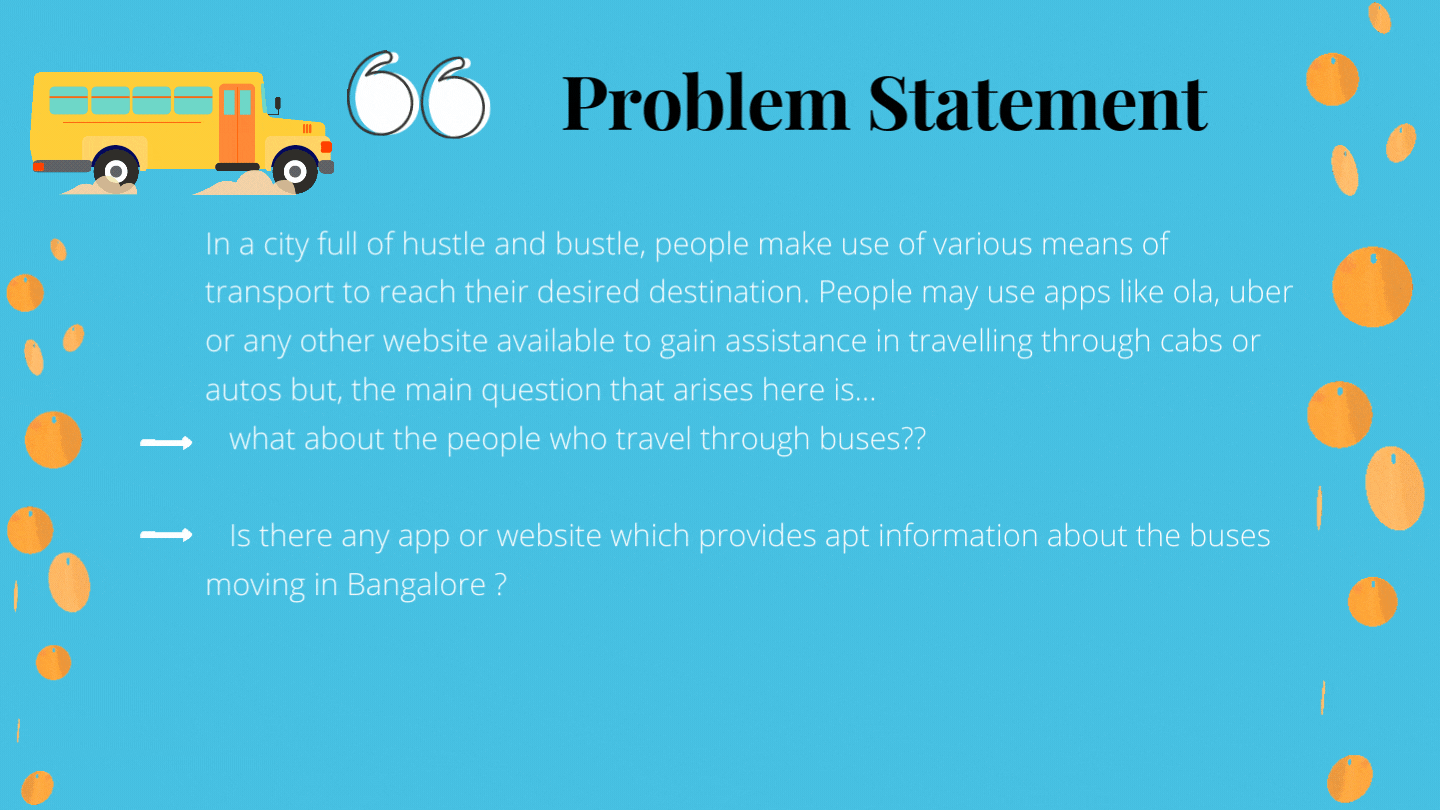 Problem Statement
In a city full of hustle and bustle, people make use of various means of
transport to reach their desired destination. People may use apps like ola, uber
or any other website available to gain assistance in travelling through cabs or
autos but, the main question that arises here is...
what about the people who travel through buses??
Is there any app or website which provides apt information about the buses
moving in Bangalore ?